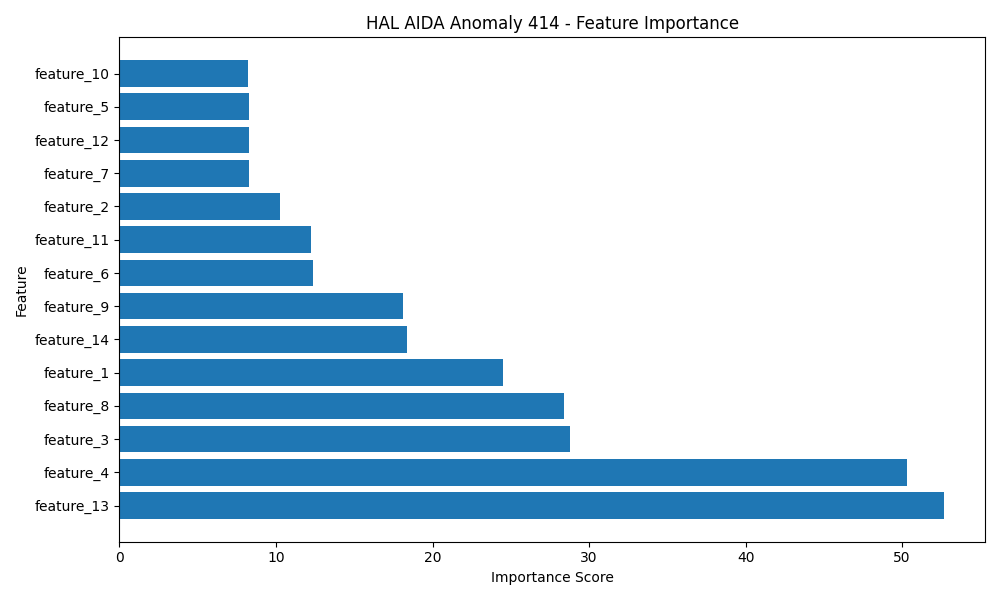 HAL AIDA Anomaly 414 - Feature Importance
feature_10
feature_5
feature_12
feature_7
feature_2
feature_11
feature_6
feature_9
feature_14
feature_1
feature_8
feature_3
feature_4
feature_13
Feature
0 10 20 30 40 50
Importance Score